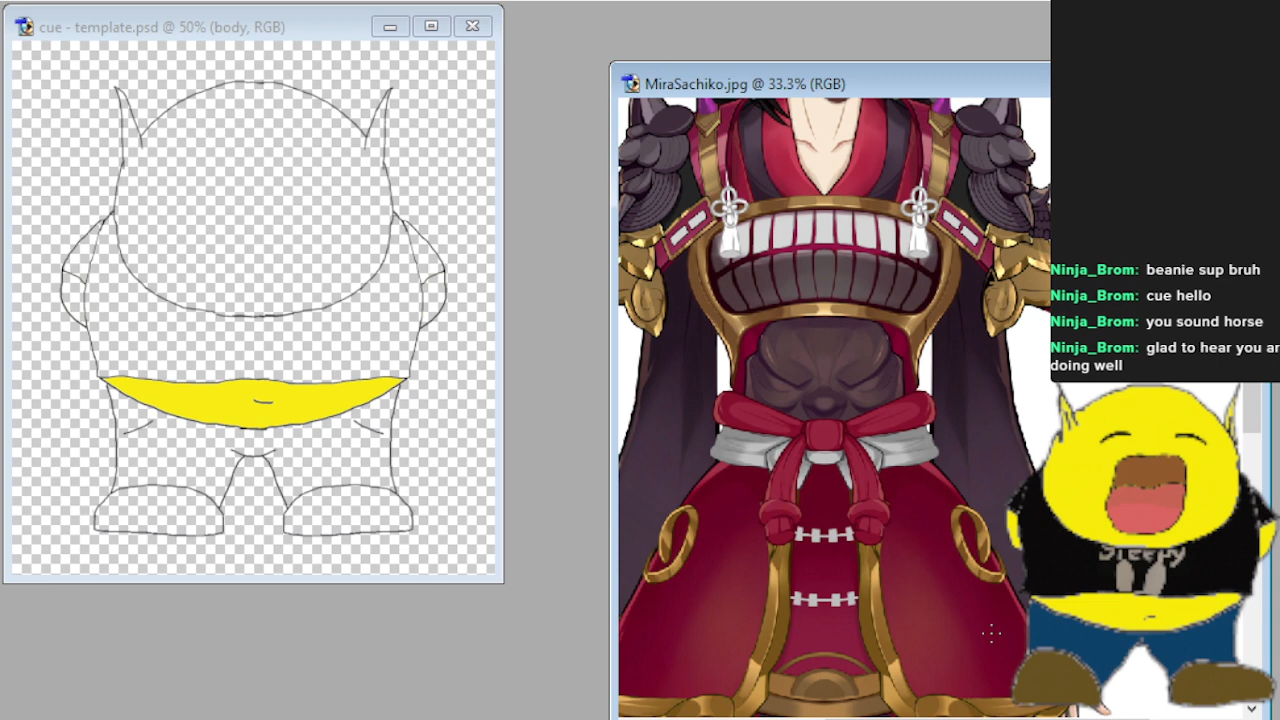 cue - template.psd @ 50% (body, RGB)
MiraSachiko.jpg @ 33.3% (RGB)
Ninja_Brom: beanie sup bruh
Ninja_Brom: cue hello
Ninja_Brom: you sound horse
Ninja_Brom: glad to hear you ar
doing well
Sleepy